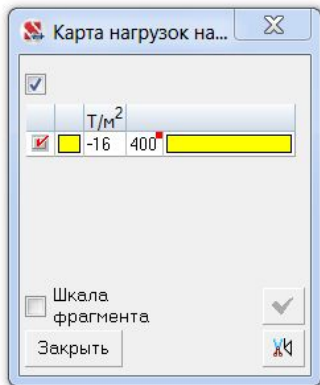 Карта нагрузок на...
Т/м²
-16 400
Шкала
фрагмента
Закрыть